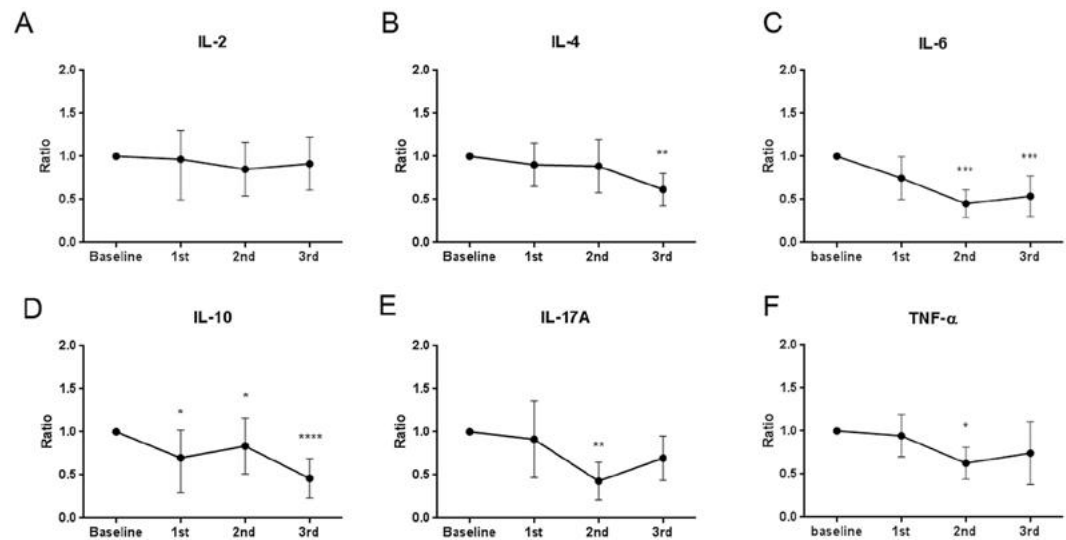 A
IL-2
2.0
1.5
1.0
0.5
0.0
Ratio
Baseline 1st 2nd 3rd
B
IL-4
2.0
1.5
1.0
0.5
0.0
Ratio
**
Baseline 1st 2nd 3rd
C
IL-6
2.0
1.5
1.0
0.5
0.0
Ratio
*** ***
baseline 1st 2nd 3rd
D
IL-10
2.0
1.5
1.0
0.5
0.0
Ratio
* * ****
Baseline 1st 2nd 3rd
E
IL-17A
2.0
1.5
1.0
0.5
0.0
Ratio
**
Baseline 1st 2nd 3rd
F
TNF-α
2.0
1.5
1.0
0.5
0.0
Ratio
*
baseline 1st 2nd 3rd